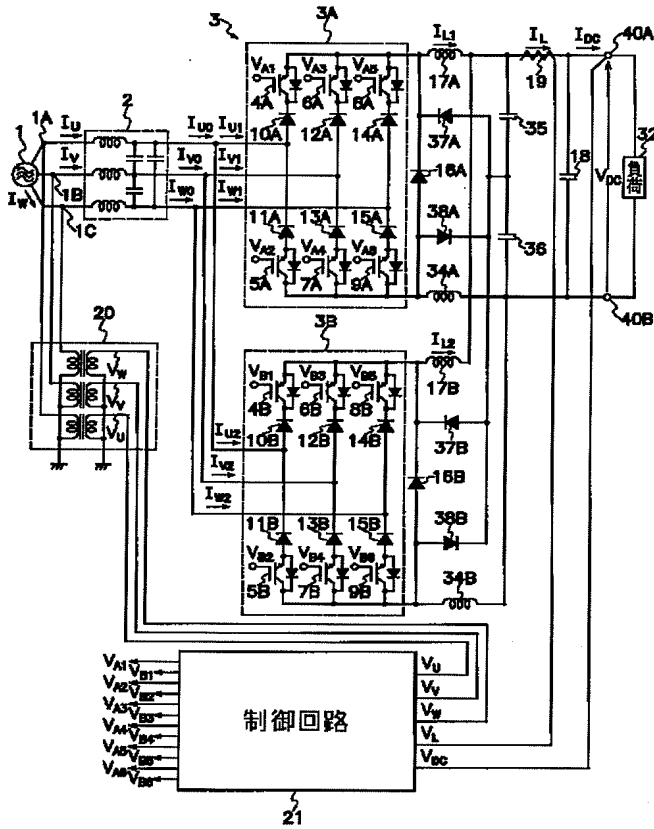 3
3A
1
1A
I_U
I_V
I_W
1B
1C
2
I_U0
I_U1
I_V0
I_V1
I_W0
I_W1
V_A1
V_A3
V_A5
4A
6A
8A
10A
12A
14A
11A
13A
15A
V_A2
V_A4
V_A6
5A
7A
9A
I_L1
17A
I_L
19
I_DC
40A
37A
35
16A
18
V_DC
32
負荷
38A
36
34A
40B
20
V_W
V_V
V_U
3B
V_B1
V_B3
V_B5
4B
6B
8B
10B
12B
14B
I_U2
I_V2
I_W2
11B
13B
15B
V_B2
V_B4
V_B6
5B
7B
9B
I_L2
17B
37B
16B
38B
34B
V_A1
V_B1
V_A2
V_B2
V_A3
V_B3
V_A4
V_B4
V_A5
V_B5
V_A6
V_B6
制御回路
V_U
V_V
V_W
V_L
V_DC
21